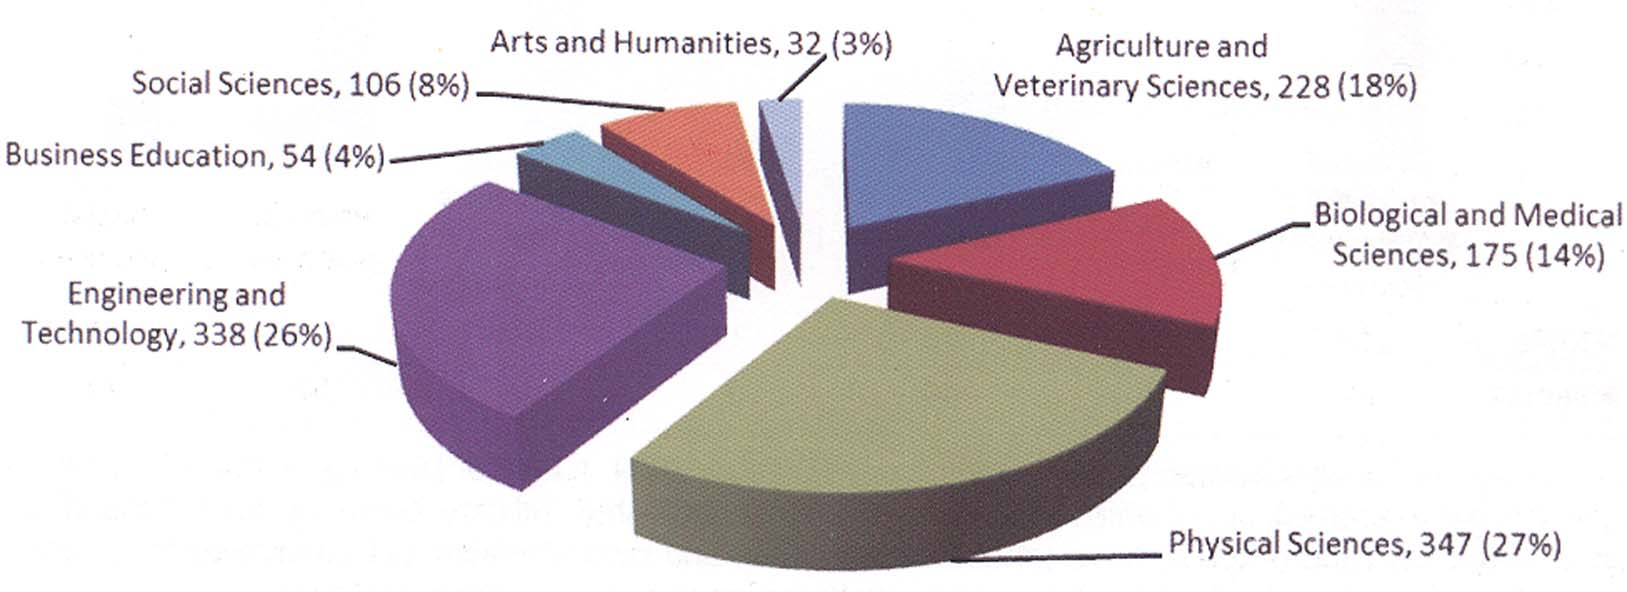 Arts and Humanities, 32 (3%)
Agriculture and
Veterinary Sciences, 228 (18%)
Social Sciences, 106 (8%)
Business Education, 54 (4%)
Biological and Medical
Sciences, 175 (14%)
Engineering and
Technology, 338 (26%)
Physical Sciences, 347 (27%)